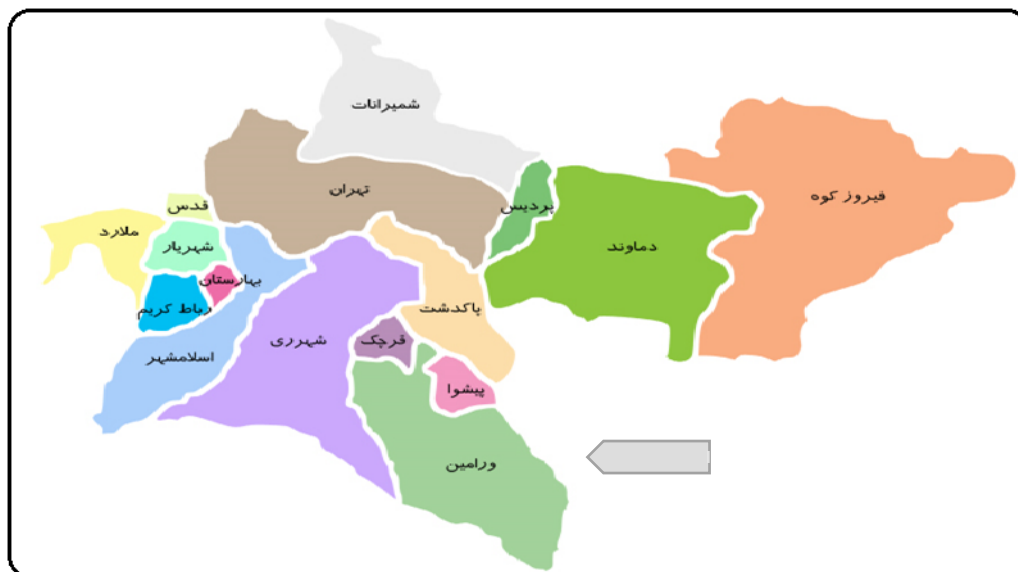 شمیرانات
تهران
پردیس
دماوند
فیروز کوه
قدس
ملارد
شهریار
بهارستان
رباط کریم
اسلامشهر
شهرری
پاکدشت
قرچک
پیشوا
ورامین